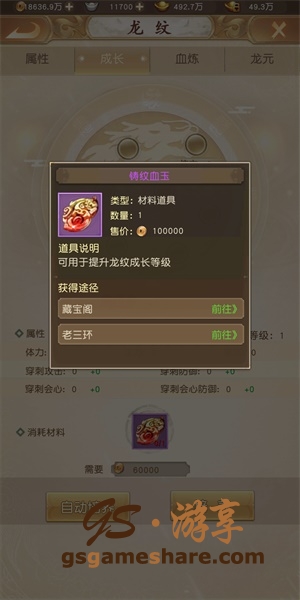 8636.9万 11700 492.7万 49.3万
龙纹
属性 成长 血炼 龙元
铸纹血玉
类型：材料道具
数量：1
售价： 100000
道具说明
可用于提升龙纹成长等级
获得途径
藏宝阁 前往》
老三环 前往》
属性 等级：1
体力：
穿刺攻击：0 +0 穿刺防御：0 +0
穿刺会心：0 +0 穿刺会心防御：0 +0
消耗材料
需要 60000
自动
GS·游享
gsgameshare.com